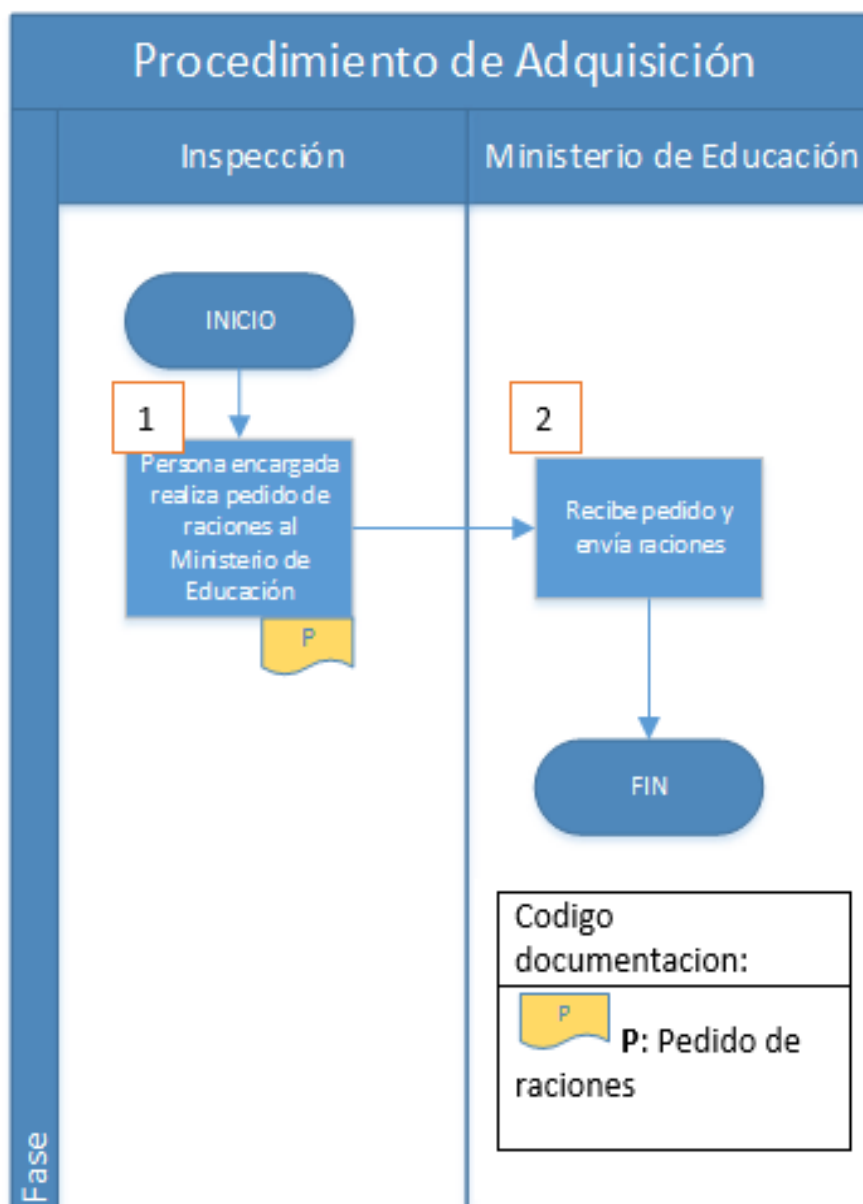 Procedimiento de Adquisición
Inspección
Ministerio de Educación
INICIO
1
Persona encargada
realiza pedido de
raciones al
Ministerio de
Educación
P
2
Recibe pedido y
envía raciones
FIN
Codigo
documentacion:
P
P: Pedido de
raciones
Fase